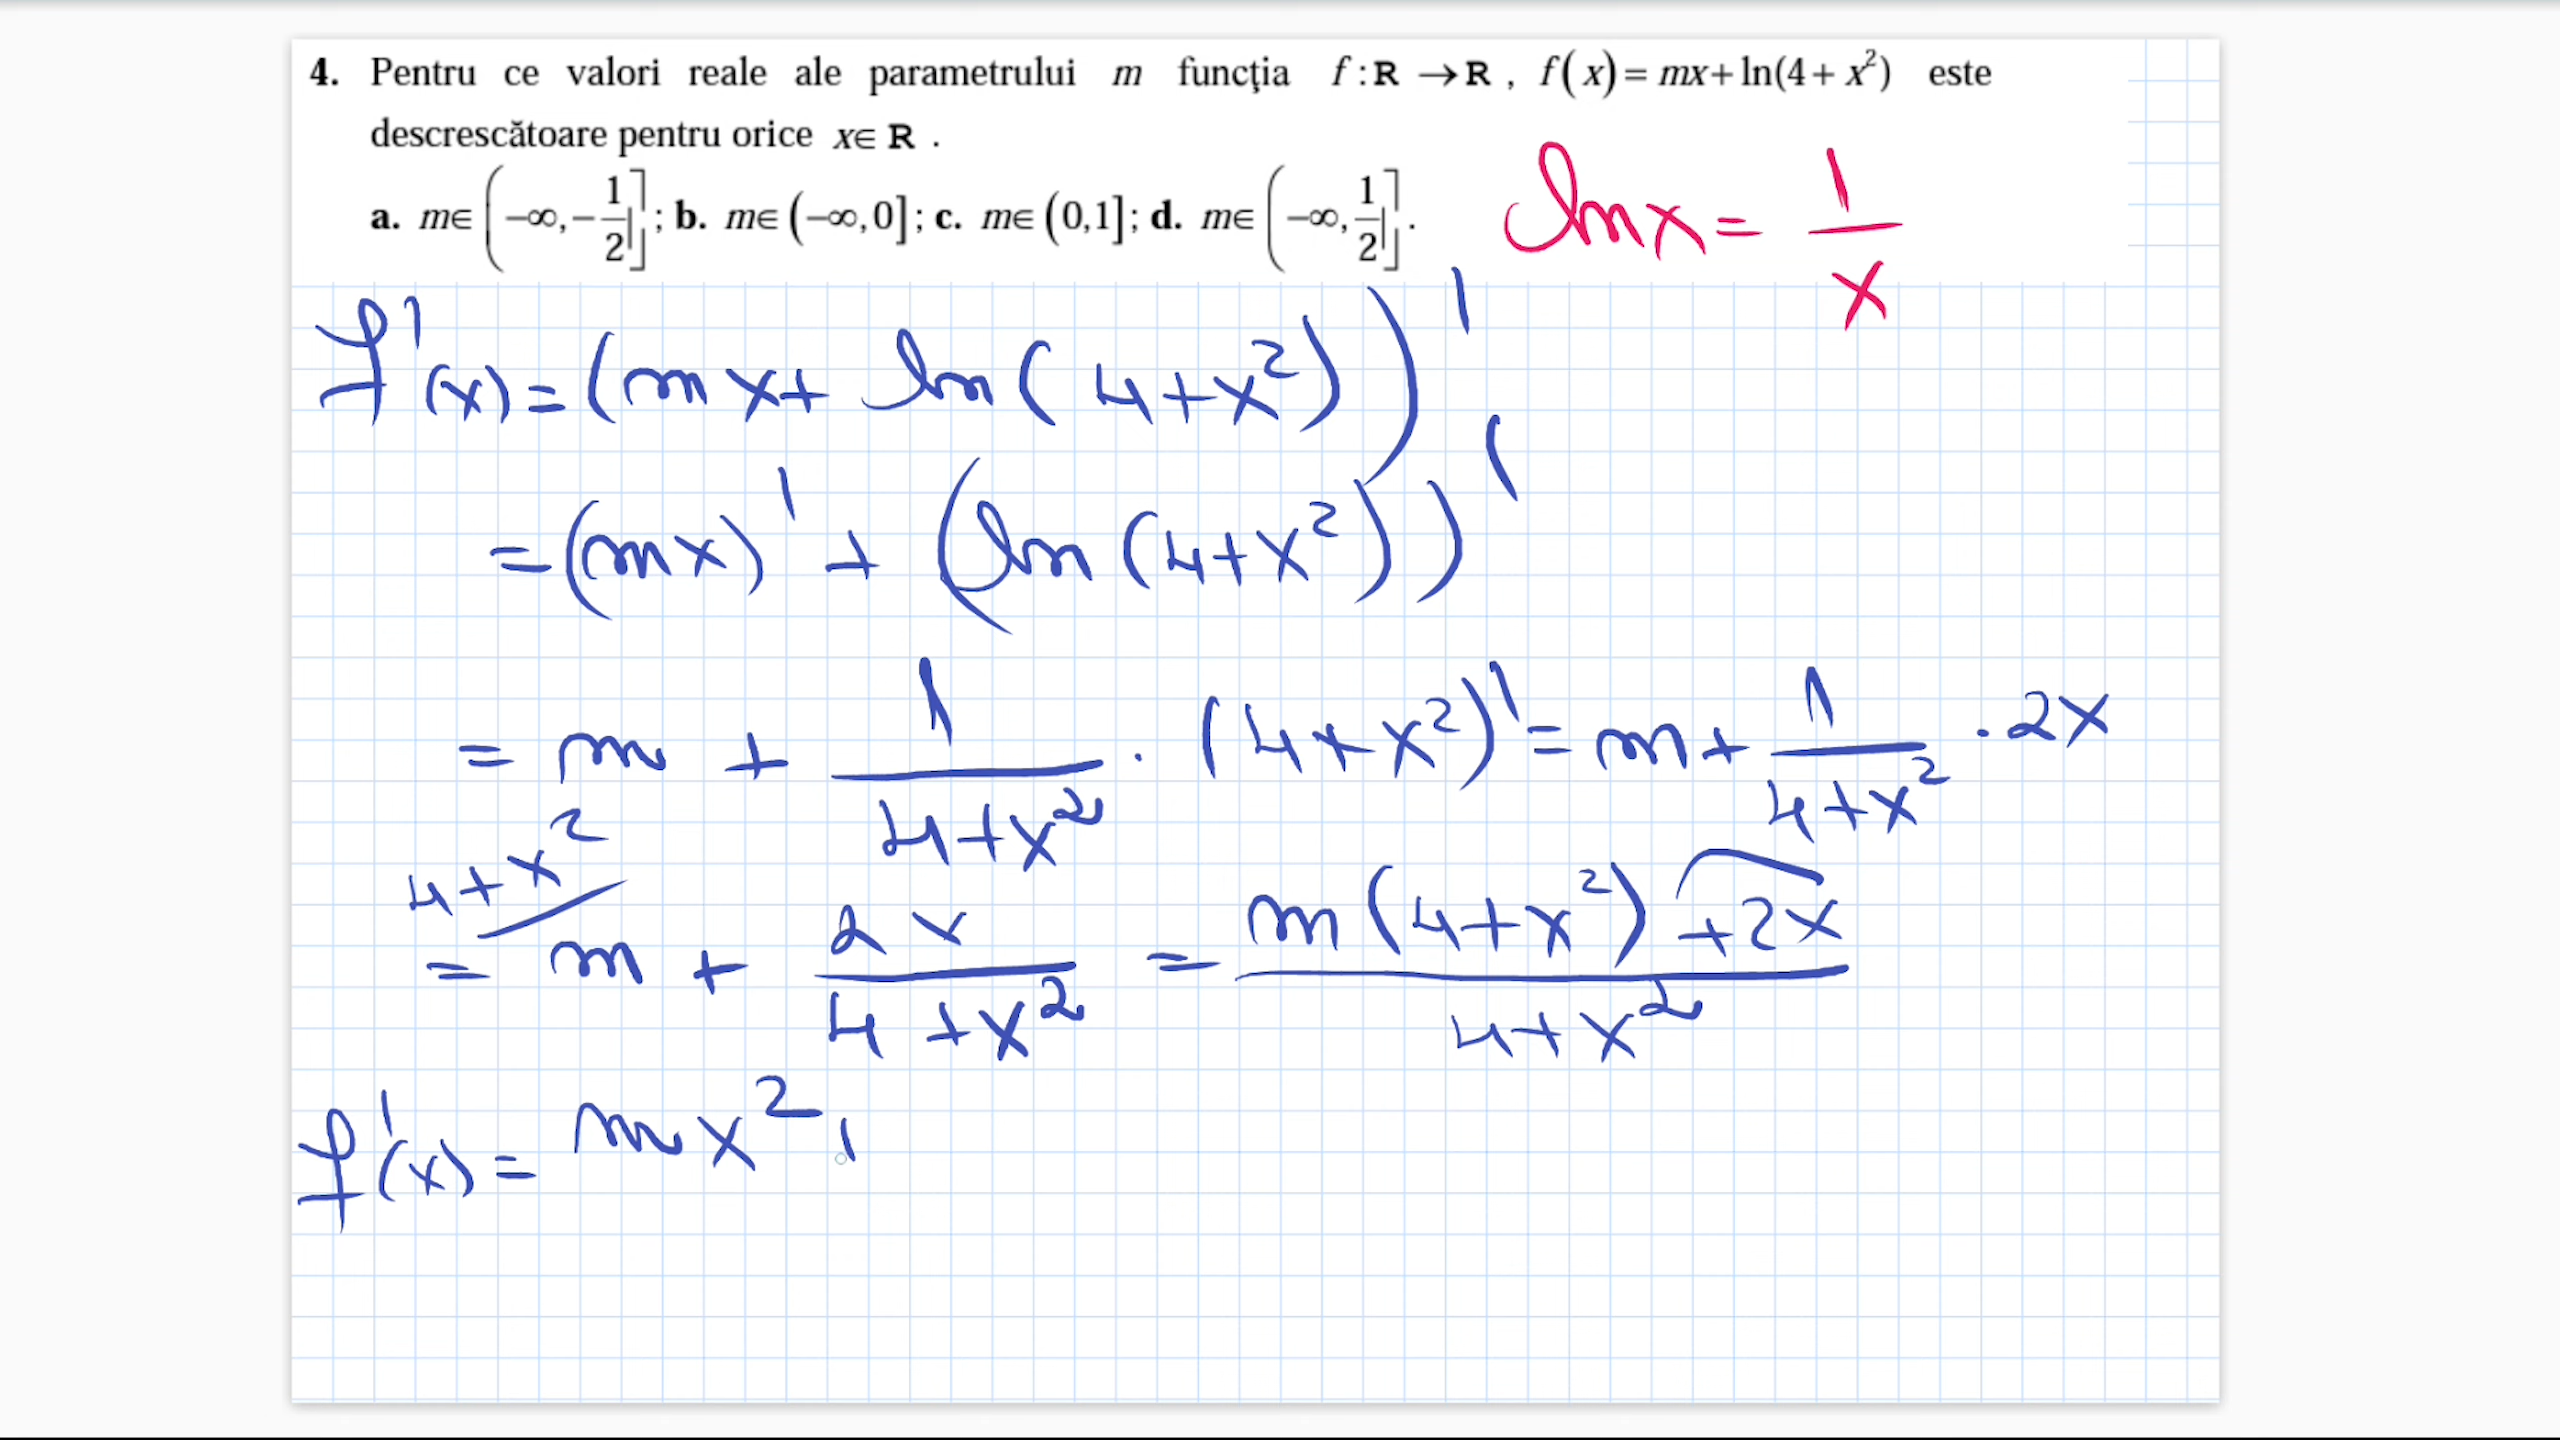 4. Pentru ce valori reale ale parametrului m funcția f : R → R , f(x) = mx + ln(4 + x²) este
descrescătoare pentru orice x∈ R .
a. m∈ (−∞, −1/2]; b. m∈ (−∞, 0]; c. m∈ (0, 1]; d. m∈ (−∞, 1/2].
ln x = 1/x
f'(x) = (mx + ln(4+x²))'
= (mx)' + (ln(4+x²))'
= m + 1/(4+x²) · (4+x²)' = m + 1/(4+x²) · 2x
4+x²/
= m + 2x/(4+x²) = (m(4+x²) +2x)/(4+x²)
f'(x) = mx²